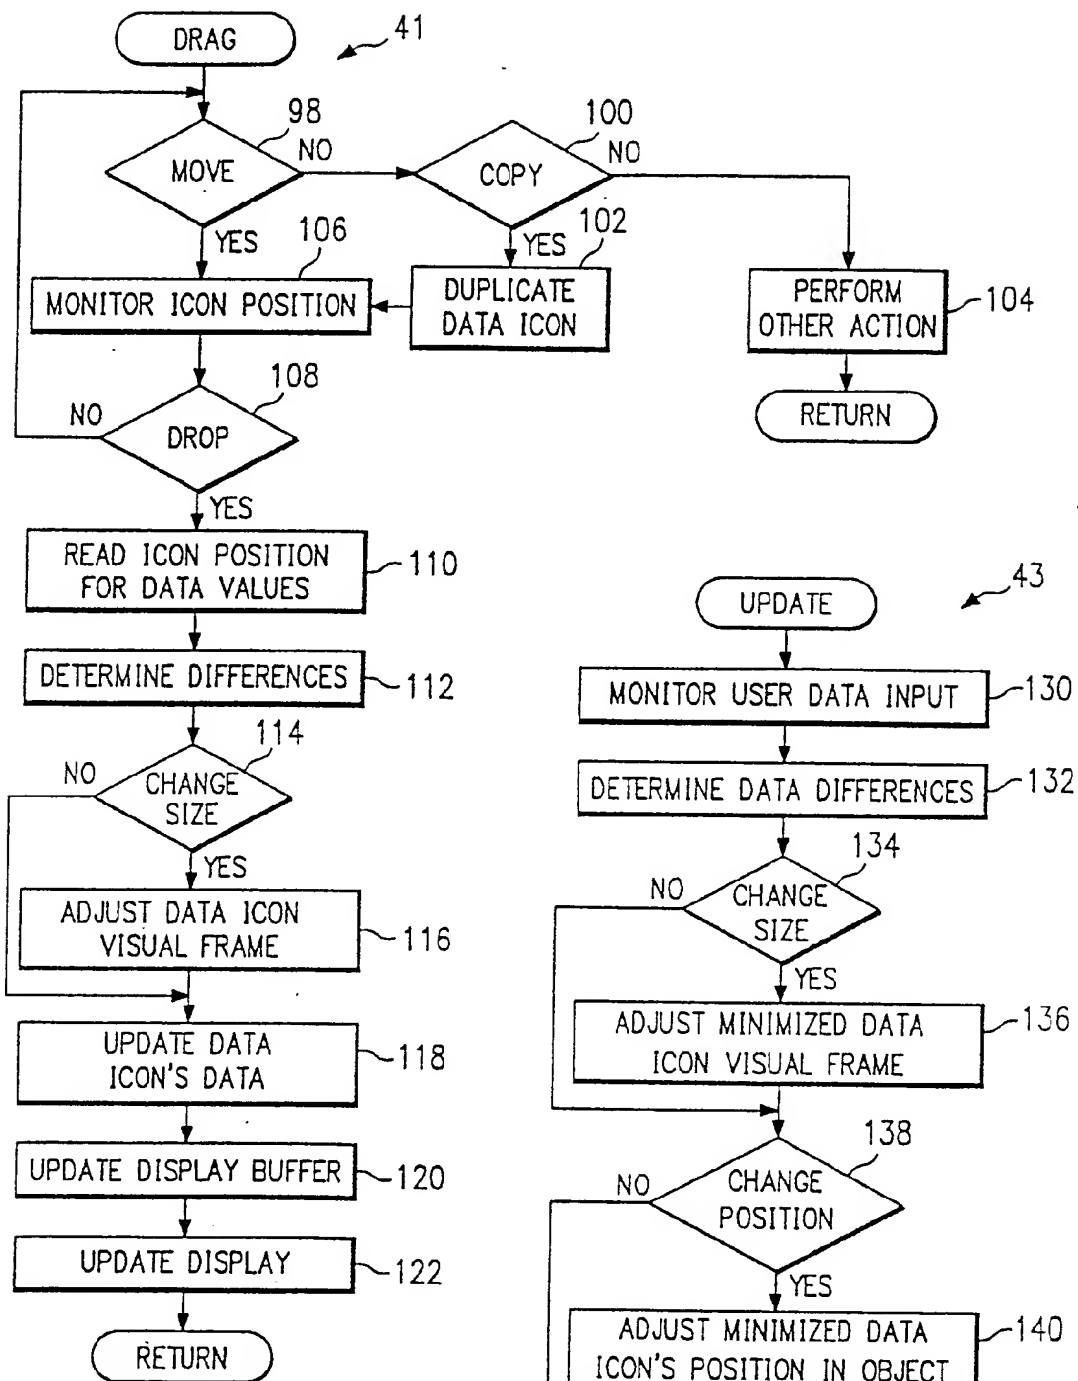 DRAG
41
98
MOVE
NO
100
COPY
NO
YES
106
MONITOR ICON POSITION
YES
102
DUPLICATE
DATA ICON
PERFORM
OTHER ACTION
104
RETURN
108
NO
DROP
YES
READ ICON POSITION
FOR DATA VALUES
110
DETERMINE DIFFERENCES
112
114
NO
CHANGE
SIZE
YES
ADJUST DATA ICON
VISUAL FRAME
116
UPDATE DATA
ICON'S DATA
118
UPDATE DISPLAY BUFFER
120
UPDATE DISPLAY
122
RETURN
UPDATE
43
MONITOR USER DATA INPUT
130
DETERMINE DATA DIFFERENCES
132
134
NO
CHANGE
SIZE
YES
ADJUST MINIMIZED DATA
ICON VISUAL FRAME
136
138
NO
CHANGE
POSITION
YES
ADJUST MINIMIZED DATA
ICON'S POSITION IN OBJECT
140